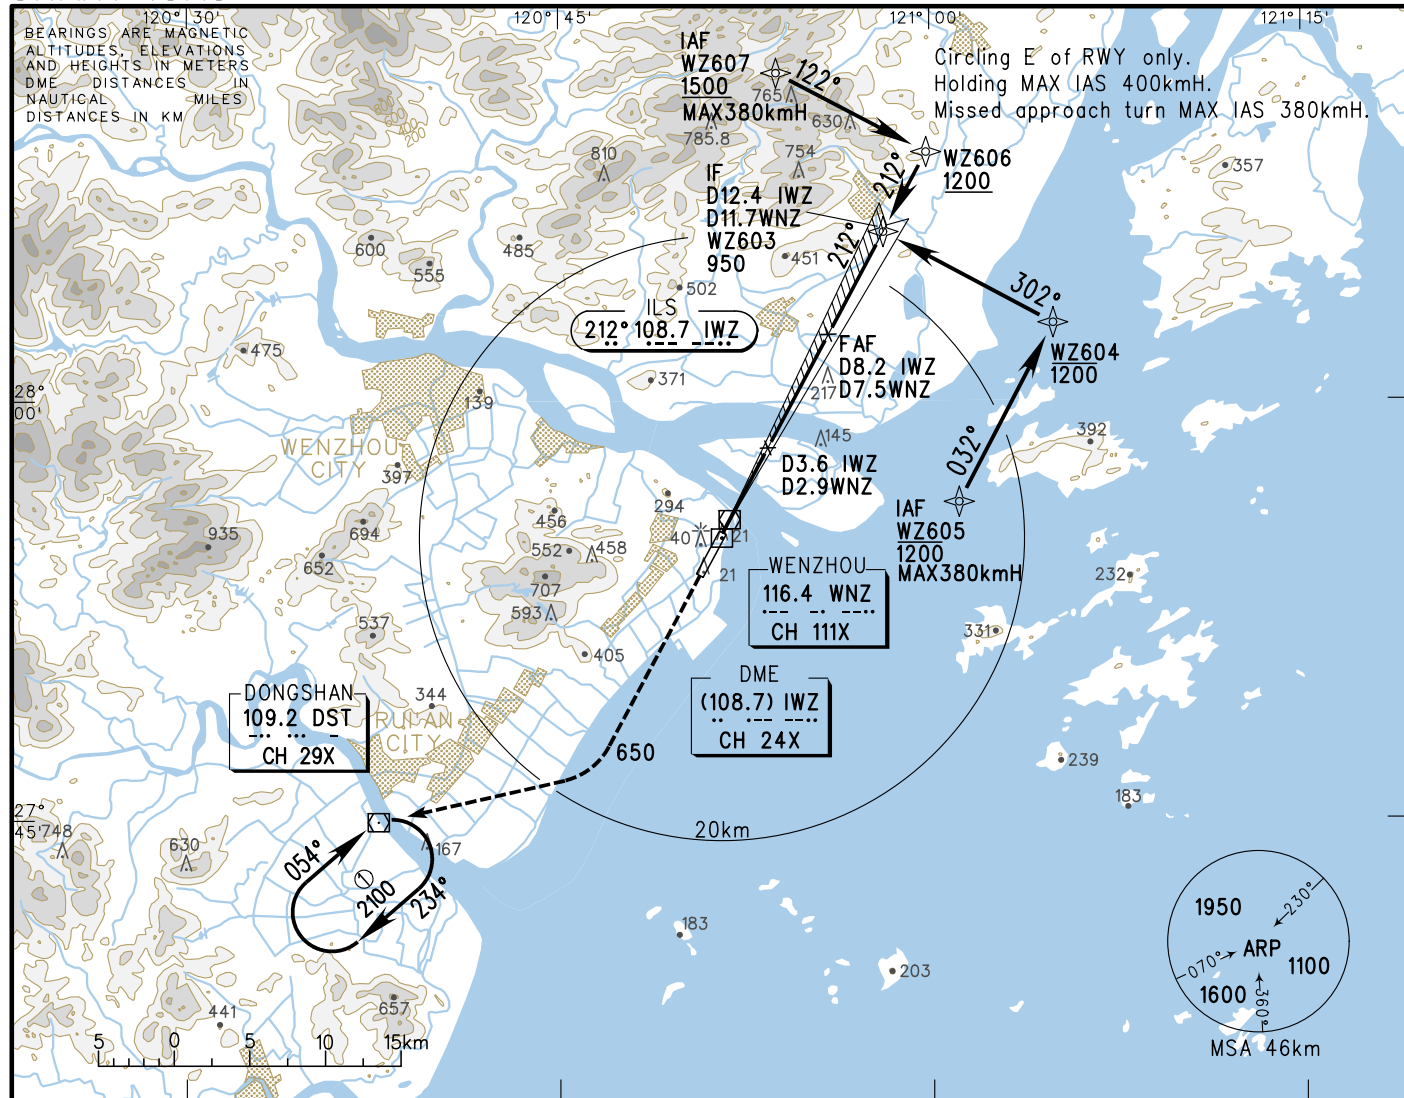 120° 30'
120° 45'
121° 00'
121° 15'
BEARINGS ARE MAGNETIC
ALTITUDES, ELEVATIONS
AND HEIGHTS IN METERS
DME DISTANCES IN
NAUTICAL MILES
DISTANCES IN KM
IAF
WZ607
1500
MAX380kmH
122°
Circling E of RWY only.
Holding MAX IAS 400kmH.
Missed approach turn MAX IAS 380kmH.
765
630
785.8
810
754
357
WZ606
1200
212°
IF
D12.4 IWZ
D11.7WNZ
WZ603
950
212°
600
485
555
451
502
302°
ILS
212° 108.7 IWZ
WZ604
1200
FAF
D8.2 IWZ
D7.5WNZ
475
371
217
139
28°
00'
WENZHOU
CITY
397
145
392
032°
D3.6 IWZ
D2.9WNZ
IAF
WZ605
1200
MAX380kmH
294
456
694
935
40
21
552
458
652
21
707
593
232
WENZHOU
116.4 WNZ
CH 111X
537
331
405
DME
(108.7) IWZ
CH 24X
DONGSHAN
109.2 DST
CH 29X
344
RUI AN
CITY
650
239
183
27°
45'
748
20km
630
167
054°
1
2100
234°
183
203
1950
230°
ARP
070°
1100
1600
360°
MSA 46km
657
441
5 0 5 10 15km